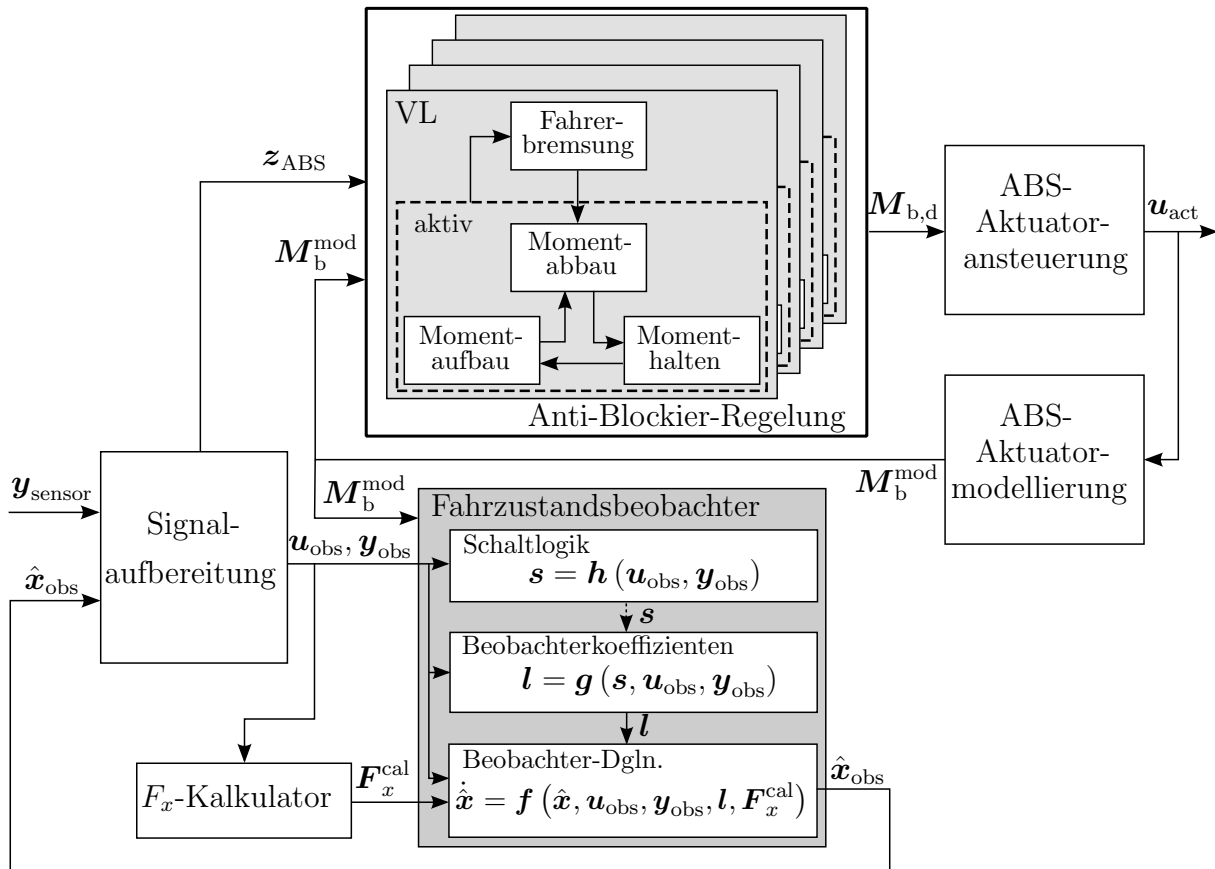 VL
Fahrer-
bremsung
aktiv
Moment-
abbau
Moment-
aufbau
Moment-
halten
Anti-Blockier-Regelung
z_ABS
M_b^mod
M_b,d
ABS-
Aktuator-
ansteuerung
u_act
ABS-
Aktuator-
modellierung
M_b^mod
y_sensor
x̂_obs
Signal-
aufbereitung
M_b^mod
u_obs, y_obs
Fahrzustandsbeobachter
Schaltlogik
s = h (u_obs, y_obs)
s
Beobachterkoeffizienten
l = g (s, u_obs, y_obs)
l
Beobachter-Dgln.
ẋ̂ = f (x̂, u_obs, y_obs, l, F_x^cal)
F_x-Kalkulator
F_x^cal
x̂_obs